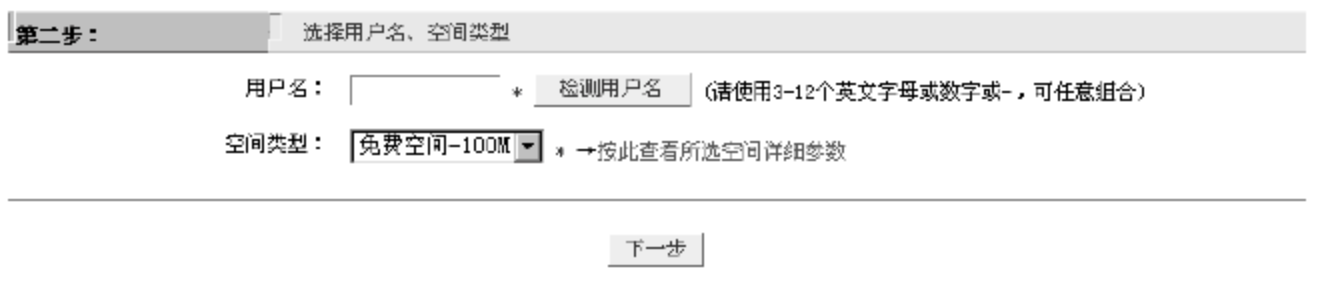 第二步： 选择用户名、空间类型
用户名： * 检测用户名 (请使用3-12个英文字母或数字或-，可任意组合)
空间类型： 免费空间-100M * →按此查看所选空间详细参数
下一步